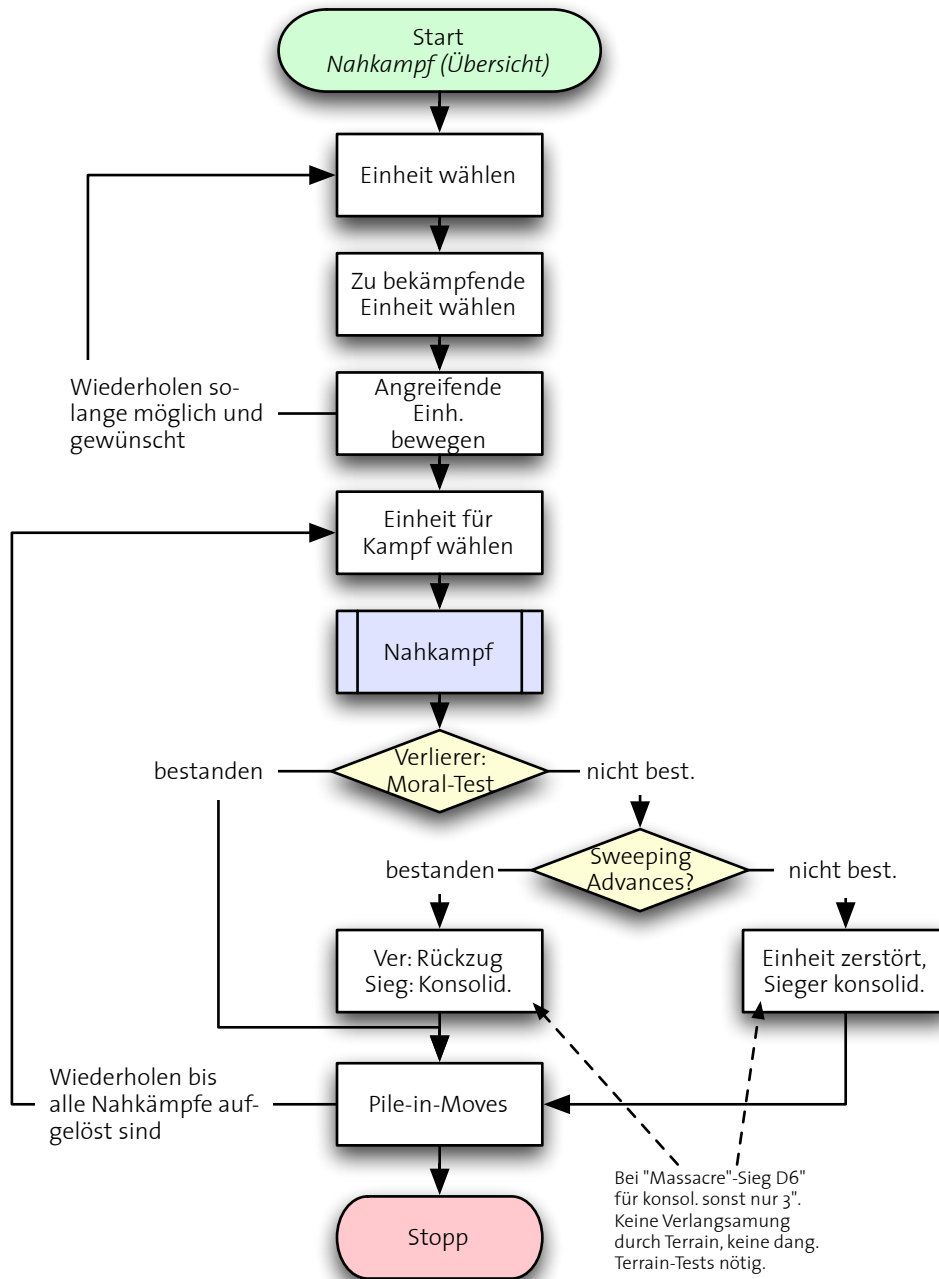 Start
Nahkampf (Übersicht)
Einheit wählen
Zu bekämpfende
Einheit wählen
Angreifende
Einh.
bewegen
Wiederholen so-
lange möglich und
gewünscht
Einheit für
Kampf wählen
Nahkampf
Verlierer:
Moral-Test
bestanden
nicht best.
Sweeping
Advances?
bestanden
nicht best.
Ver: Rückzug
Sieg: Konsolid.
Einheit zerstört,
Sieger konsolid.
Wiederholen bis
alle Nahkämpfe auf-
gelöst sind
Pile-in-Moves
Bei "Massacre"-Sieg D6"
für konsol. sonst nur 3".
Keine Verlangsamung
durch Terrain, keine dang.
Terrain-Tests nötig.
Stopp